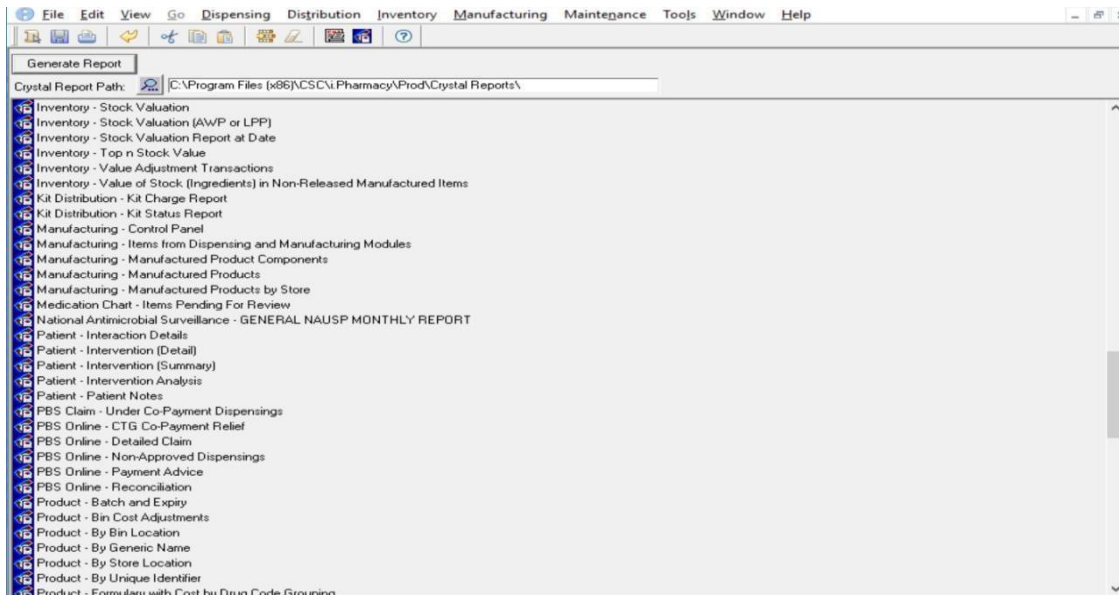 File Edit View Go Dispensing Distribution Inventory Manufacturing Maintenance Tools Window Help
Generate Report
Crystal Report Path: C:\Program Files (x86)\CSC\i.Pharmacy\Prod\Crystal Reports\
Inventory - Stock Valuation
Inventory - Stock Valuation (AWP or LPP)
Inventory - Stock Valuation Report at Date
Inventory - Top n Stock Value
Inventory - Value Adjustment Transactions
Inventory - Value of Stock (Ingredients) in Non-Released Manufactured Items
Kit Distribution - Kit Charge Report
Kit Distribution - Kit Status Report
Manufacturing - Control Panel
Manufacturing - Items from Dispensing and Manufacturing Modules
Manufacturing - Manufactured Product Components
Manufacturing - Manufactured Products
Manufacturing - Manufactured Products by Store
Medication Chart - Items Pending For Review
National Antimicrobial Surveillance - GENERAL NAUSP MONTHLY REPORT
Patient - Interaction Details
Patient - Intervention (Detail)
Patient - Intervention (Summary)
Patient - Intervention Analysis
Patient - Patient Notes
PBS Claim - Under Co-Payment Dispensings
PBS Online - CTG Co-Payment Relief
PBS Online - Detailed Claim
PBS Online - Non-Approved Dispensings
PBS Online - Payment Advice
PBS Online - Reconciliation
Product - Batch and Expiry
Product - Bin Cost Adjustments
Product - By Bin Location
Product - By Generic Name
Product - By Store Location
Product - By Unique Identifier
Product - Formulary with Cost by Drug Code Grouping